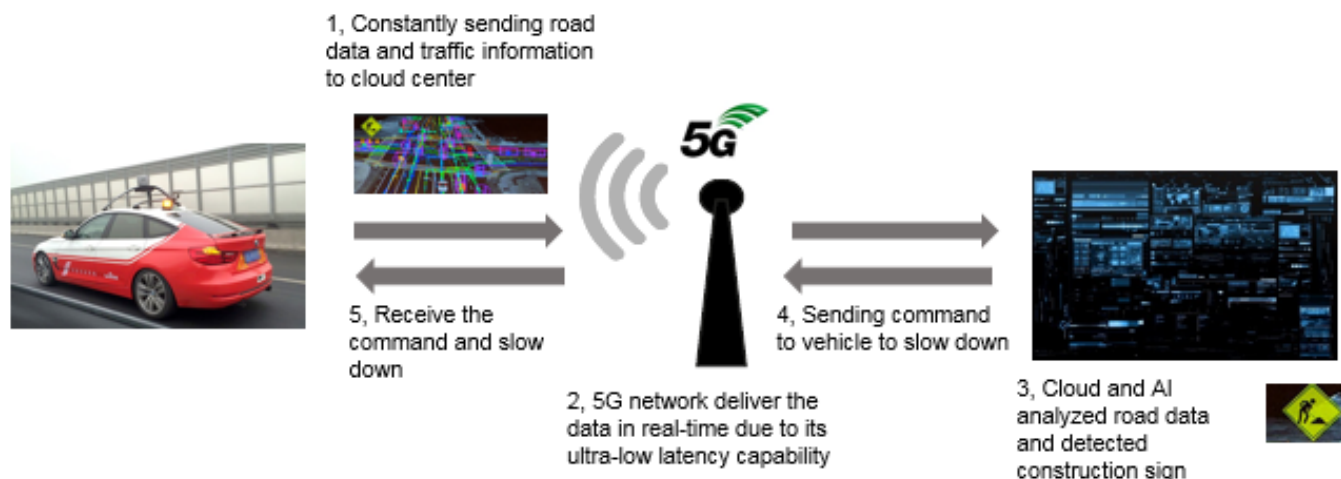 1, Constantly sending road
data and traffic information
to cloud center
5G
5, Receive the
command and slow
down
4, Sending command
to vehicle to slow down
2, 5G network deliver the
data in real-time due to its
ultra-low latency capability
3, Cloud and AI
analyzed road data
and detected
construction sign